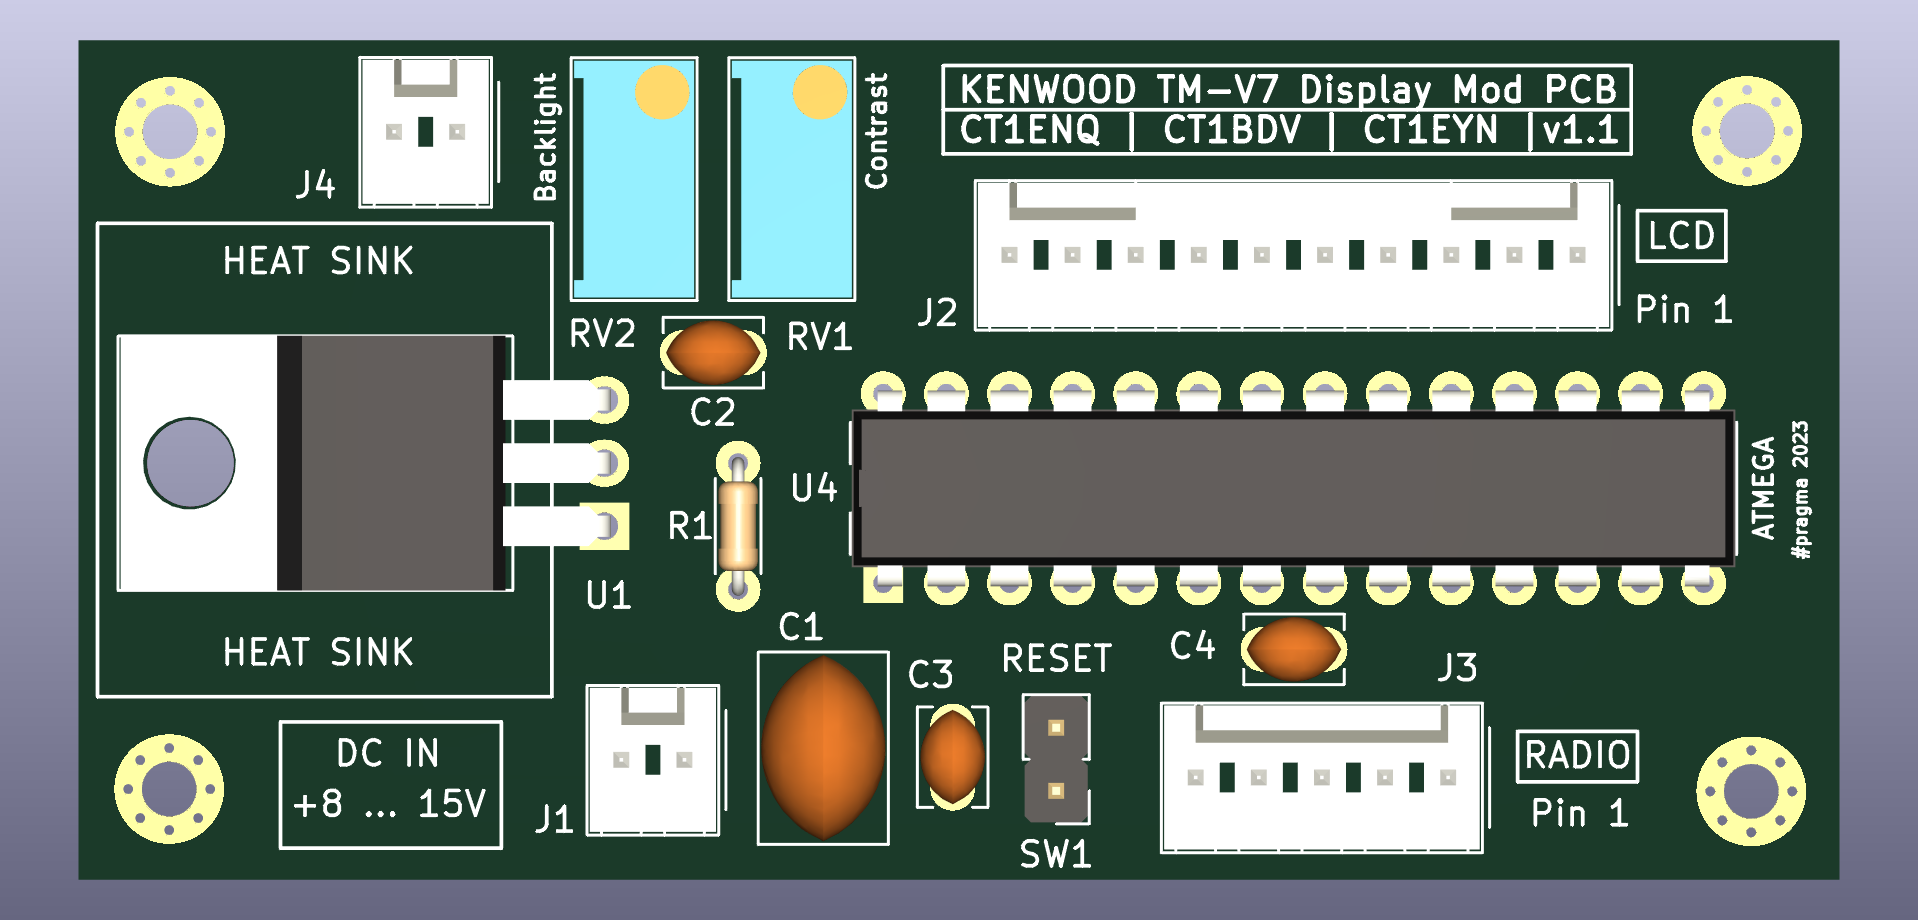 KENWOOD TM-V7 Display Mod PCB
CT1ENQ | CT1BDV | CT1EYN | v1.1
Backlight
Contrast
J4
LCD
HEAT SINK
J2
Pin 1
RV2
RV1
C2
U4
ATMEGA
#pragma 2023
R1
U1
C1
HEAT SINK
RESET
C4
C3
J3
DC IN
+8 ... 15V
J1
RADIO
Pin 1
SW1